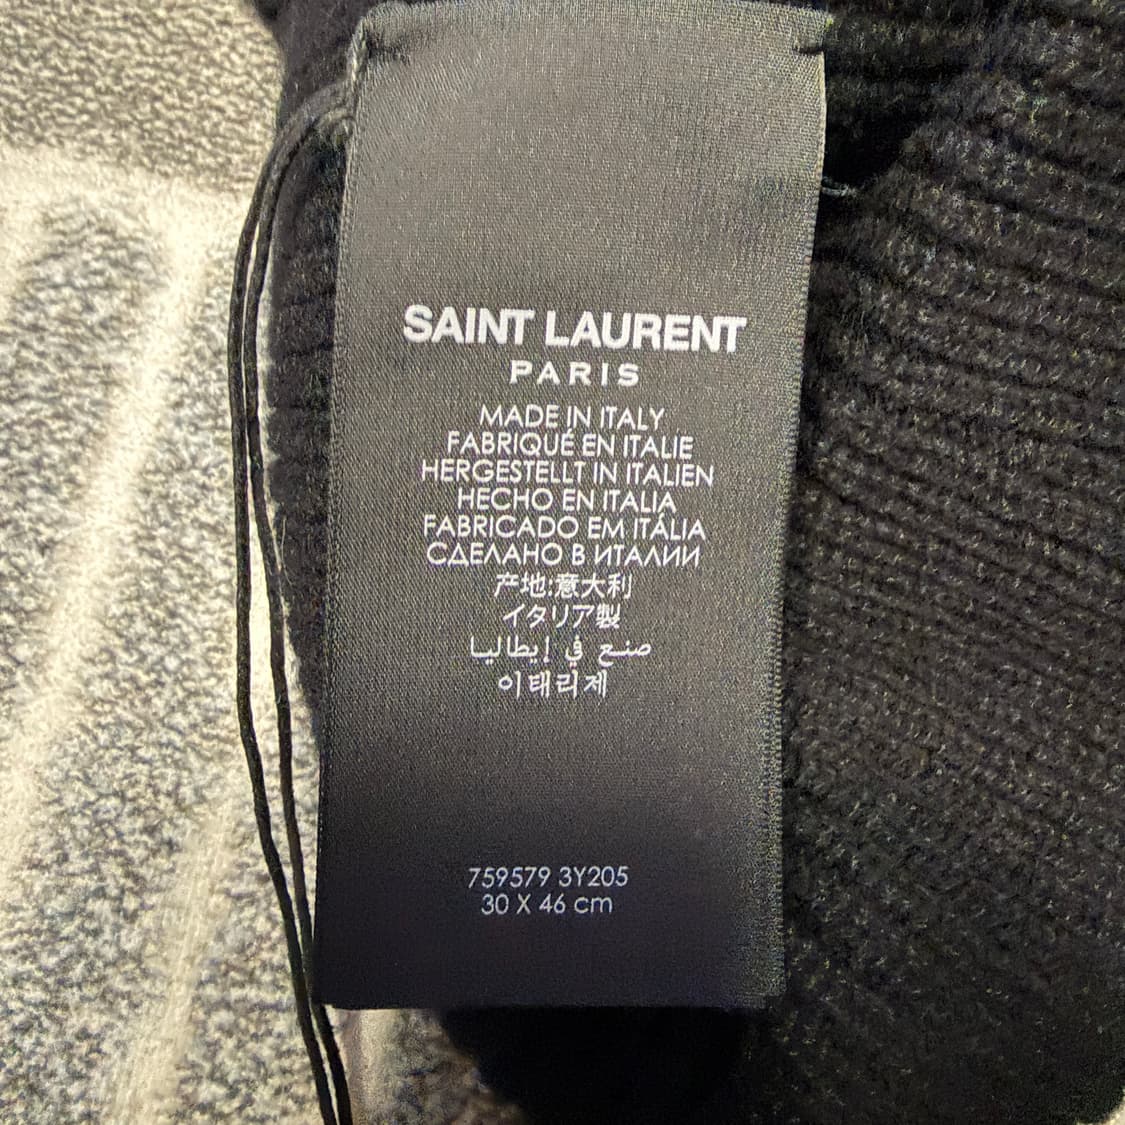 SAINT LAURENT
PARIS
MADE IN ITALY
FABRIQUÉ EN ITALIE
HERGESTELLT IN ITALIEN
HECHO EN ITALIA
FABRICADO EM ITÁLIA
СДЕЛАНО В ИТАЛИИ
产地:意大利
イタリア製
صنع في إيطاليا
이태리제
759579 3Y205
30 X 46 cm